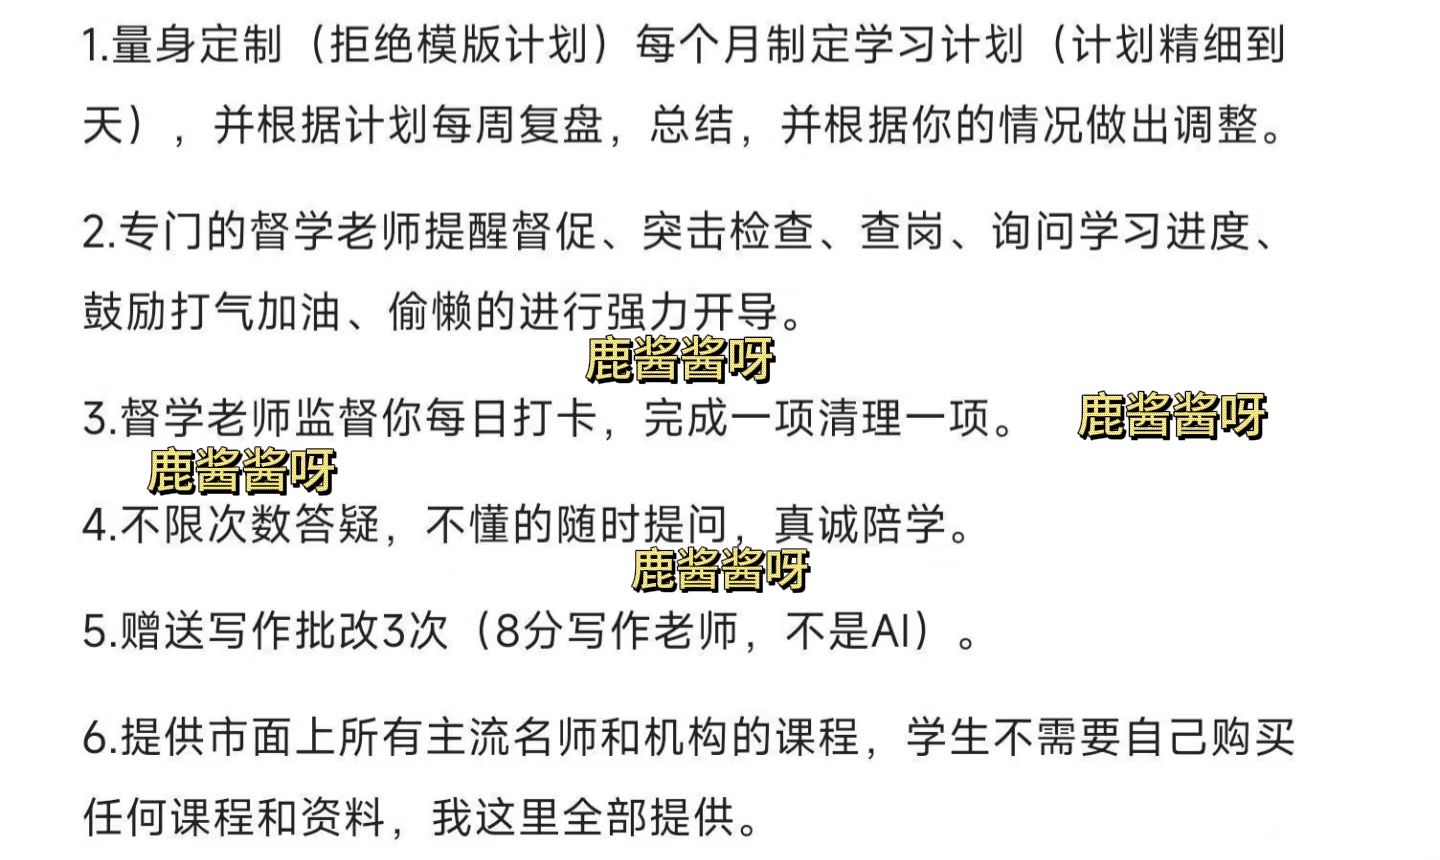 1.量身定制（拒绝模版计划）每个月制定学习计划（计划精细到
天），并根据计划每周复盘，总结，并根据你的情况做出调整。
2.专门的督学老师提醒督促、突击检查、查岗、询问学习进度、
鼓励打气加油、偷懒的进行强力开导。
鹿酱酱呀
3.督学老师监督你每日打卡，完成一项清理一项。
鹿酱酱呀
鹿酱酱呀
4.不限次数答疑，不懂的随时提问，真诚陪学。
鹿酱酱呀
5.赠送写作批改3次（8分写作老师，不是AI）。
6.提供市面上所有主流名师和机构的课程，学生不需要自己购买
任何课程和资料，我这里全部提供。